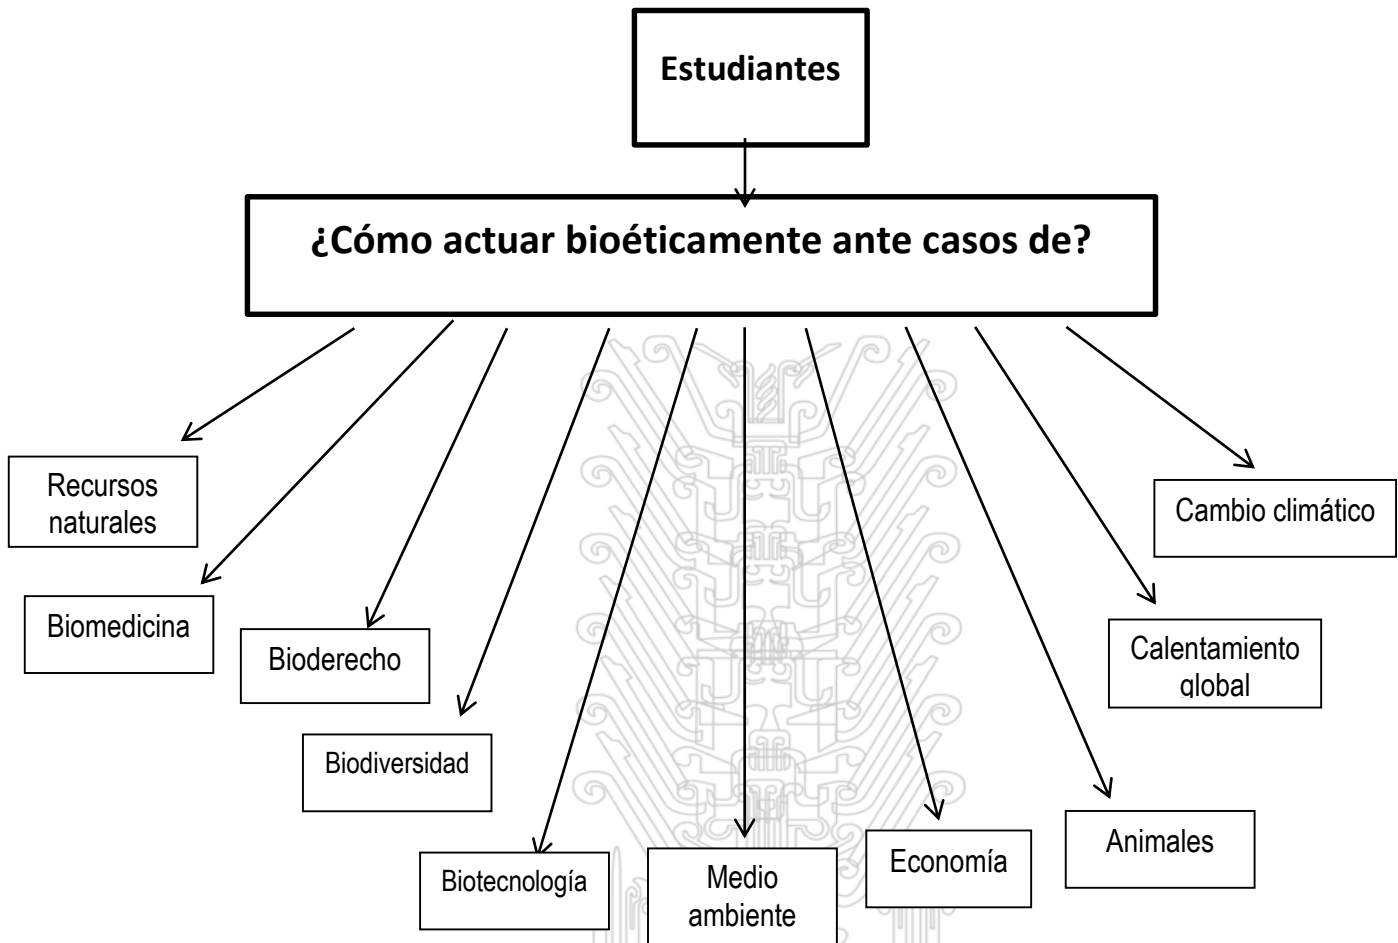 Estudiantes
¿Cómo actuar bioéticamente ante casos de?
Recursos
naturales
Biomedicina
Bioderecho
Biodiversidad
Biotecnología
Medio
ambiente
Economía
Animales
Calentamiento
global
Cambio climático